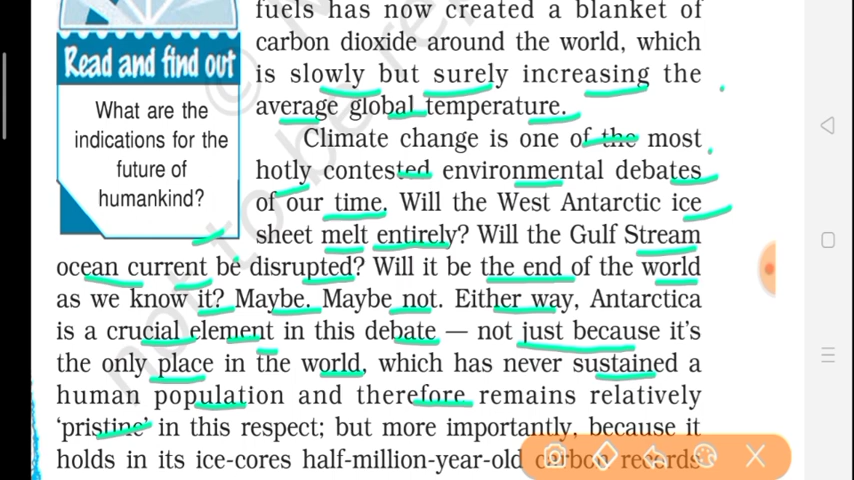 fuels has now created a blanket of
carbon dioxide around the world, which
is slowly but surely increasing the
average global temperature.
Read and find out
What are the
indications for the
future of
humankind?
Climate change is one of the most
hotly contested environmental debates
of our time. Will the West Antarctic ice
sheet melt entirely? Will the Gulf Stream
ocean current be disrupted? Will it be the end of the world
as we know it? Maybe. Maybe not. Either way, Antarctica
is a crucial element in this debate — not just because it's
the only place in the world, which has never sustained a
human population and therefore remains relatively
'pristine' in this respect; but more importantly, because it
holds in its ice-cores half-million-year-old carbon records
not to be re